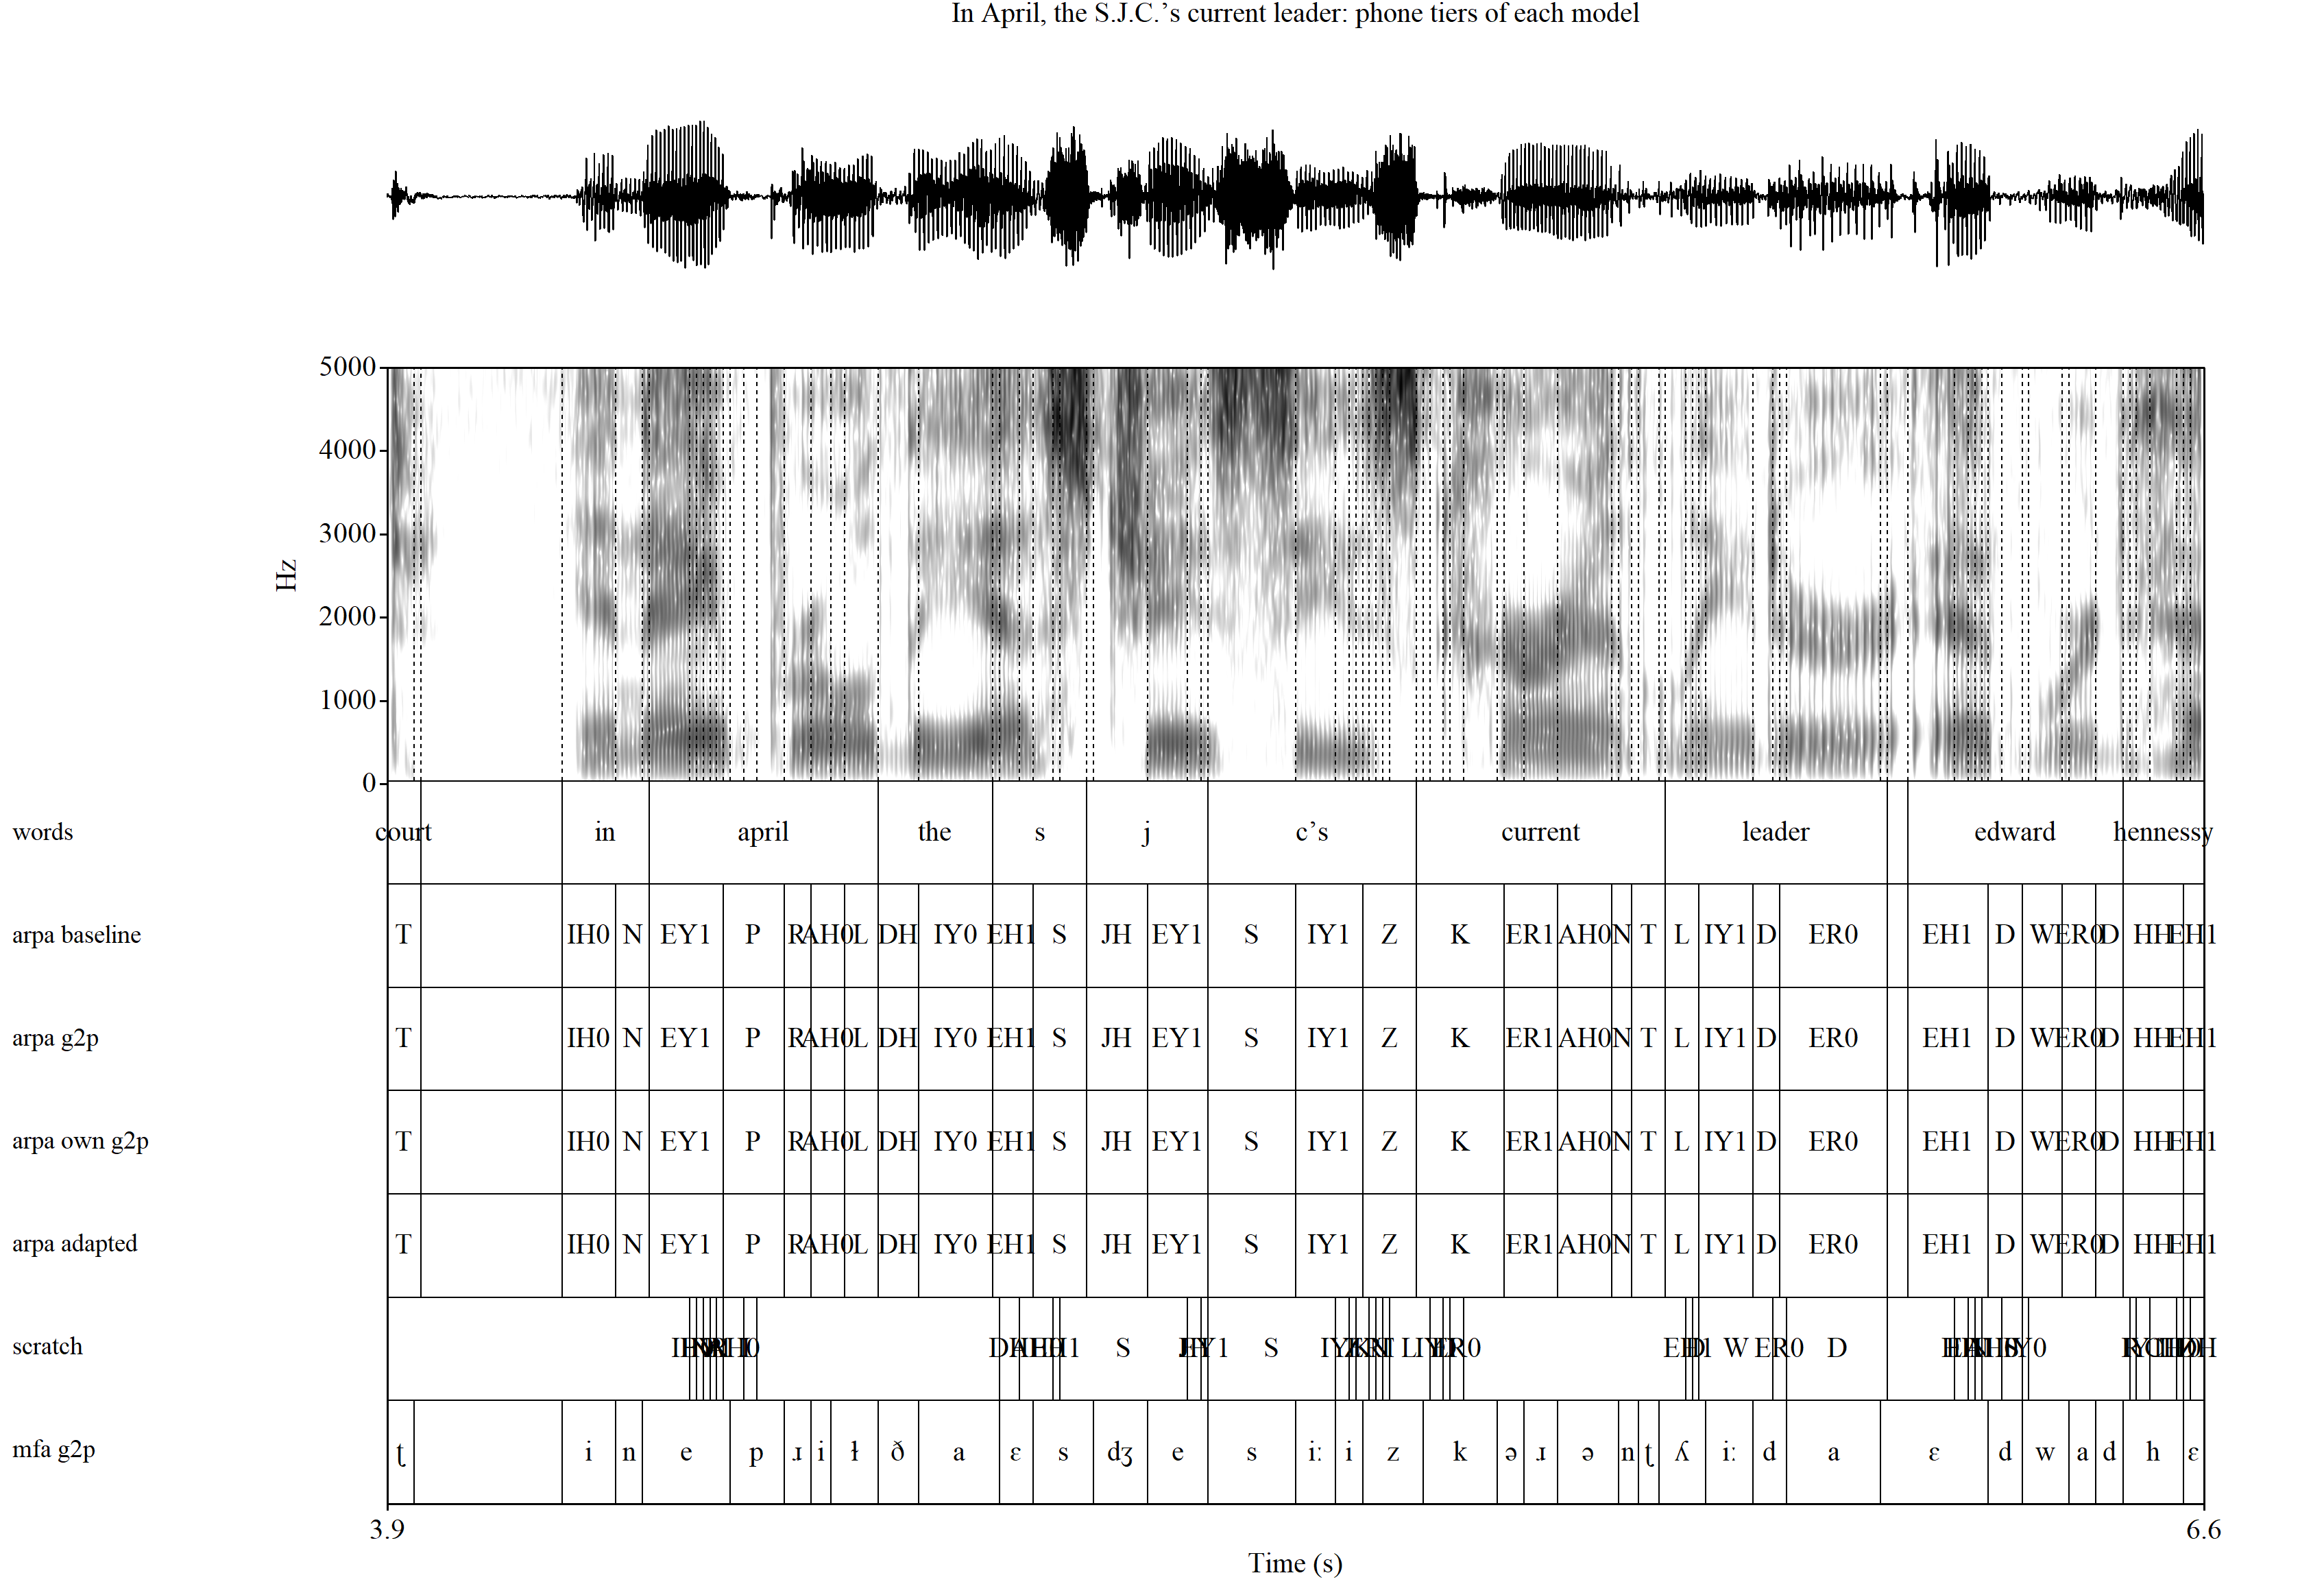 In April, the S.J.C.’s current leader: phone tiers of each model
5000
4000
3000
2000
1000
0
Hz
words court in april the s j c’s current leader edward hennessy
arpa baseline T IH0 N EY1 P R AH0 L DH IY0 EH1 S JH EY1 S IY1 Z K ER1 AH0 N T L IY1 D ER0 EH1 D W ER0 D HH EH1
arpa g2p T IH0 N EY1 P R AH0 L DH IY0 EH1 S JH EY1 S IY1 Z K ER1 AH0 N T L IY1 D ER0 EH1 D W ER0 D HH EH1
arpa own g2p T IH0 N EY1 P R AH0 L DH IY0 EH1 S JH EY1 S IY1 Z K ER1 AH0 N T L IY1 D ER0 EH1 D W ER0 D HH EH1
arpa adapted T IH0 N EY1 P R AH0 L DH IY0 EH1 S JH EY1 S IY1 Z K ER1 AH0 N T L IY1 D ER0 EH1 D W ER0 D HH EH1
scratch S S W ER0 D
mfa g2p ʈ i n e p ɹ i ɫ ð a ɛ s dʒ e s iː i z k ə ɹ ə n ʈ ʎ iː d a ɛ d w a d h ɛ
3.9 6.6
Time (s)